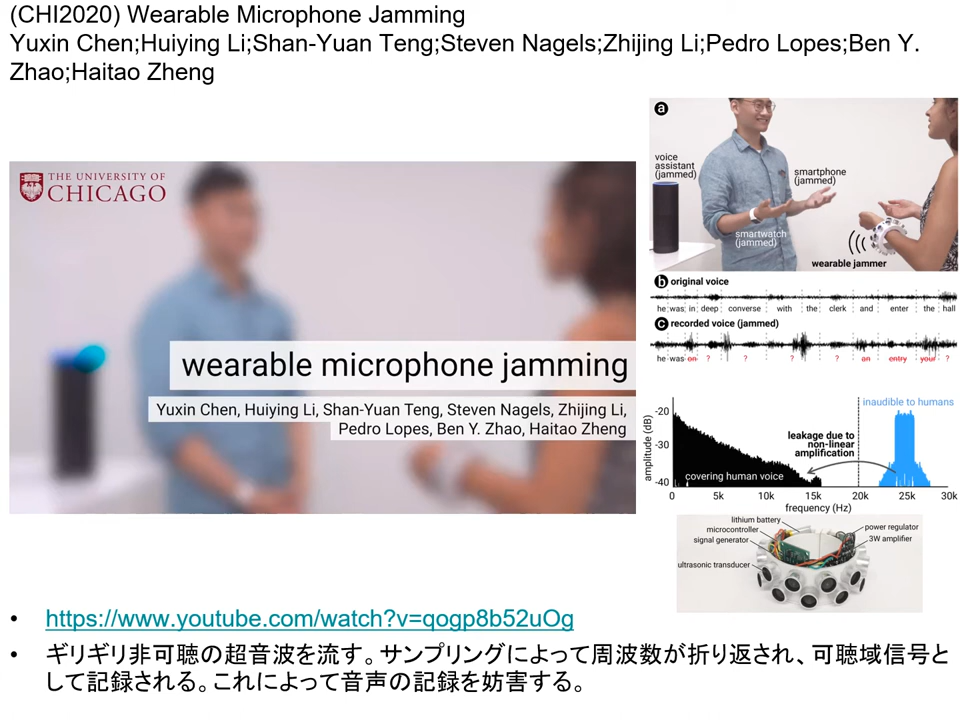 (CHI2020) Wearable Microphone Jamming
Yuxin Chen;Huiying Li;Shan-Yuan Teng;Steven Nagels;Zhijing Li;Pedro Lopes;Ben Y.
Zhao;Haitao Zheng
THE UNIVERSITY OF
CHICAGO
wearable microphone jamming
Yuxin Chen, Huiying Li, Shan-Yuan Teng, Steven Nagels, Zhijing Li,
Pedro Lopes, Ben Y. Zhao, Haitao Zheng
a
voice
assistant
(jammed)
smartphone
(jammed)
smartwatch
(jammed)
wearable jammer
b original voice
he was in deep converse with the clerk and enter the hall
c recorded voice (jammed)
he was on ? ? ? ? an entry your ?
inaudible to humans
-20
-30
-40
amplitude (dB)
leakage due to
non-linear
amplification
covering human voice
0 5k 10k 15k 20k 25k 30k
frequency (Hz)
lithium battery
microcontroller
signal generator
ultrasonic transducer
power regulator
3W amplifier
• https://www.youtube.com/watch?v=qogp8b52uOg
• ギリギリ非可聴の超音波を流す。サンプリングによって周波数が折り返され、可聴域信号と
して記録される。これによって音声の記録を妨害する。